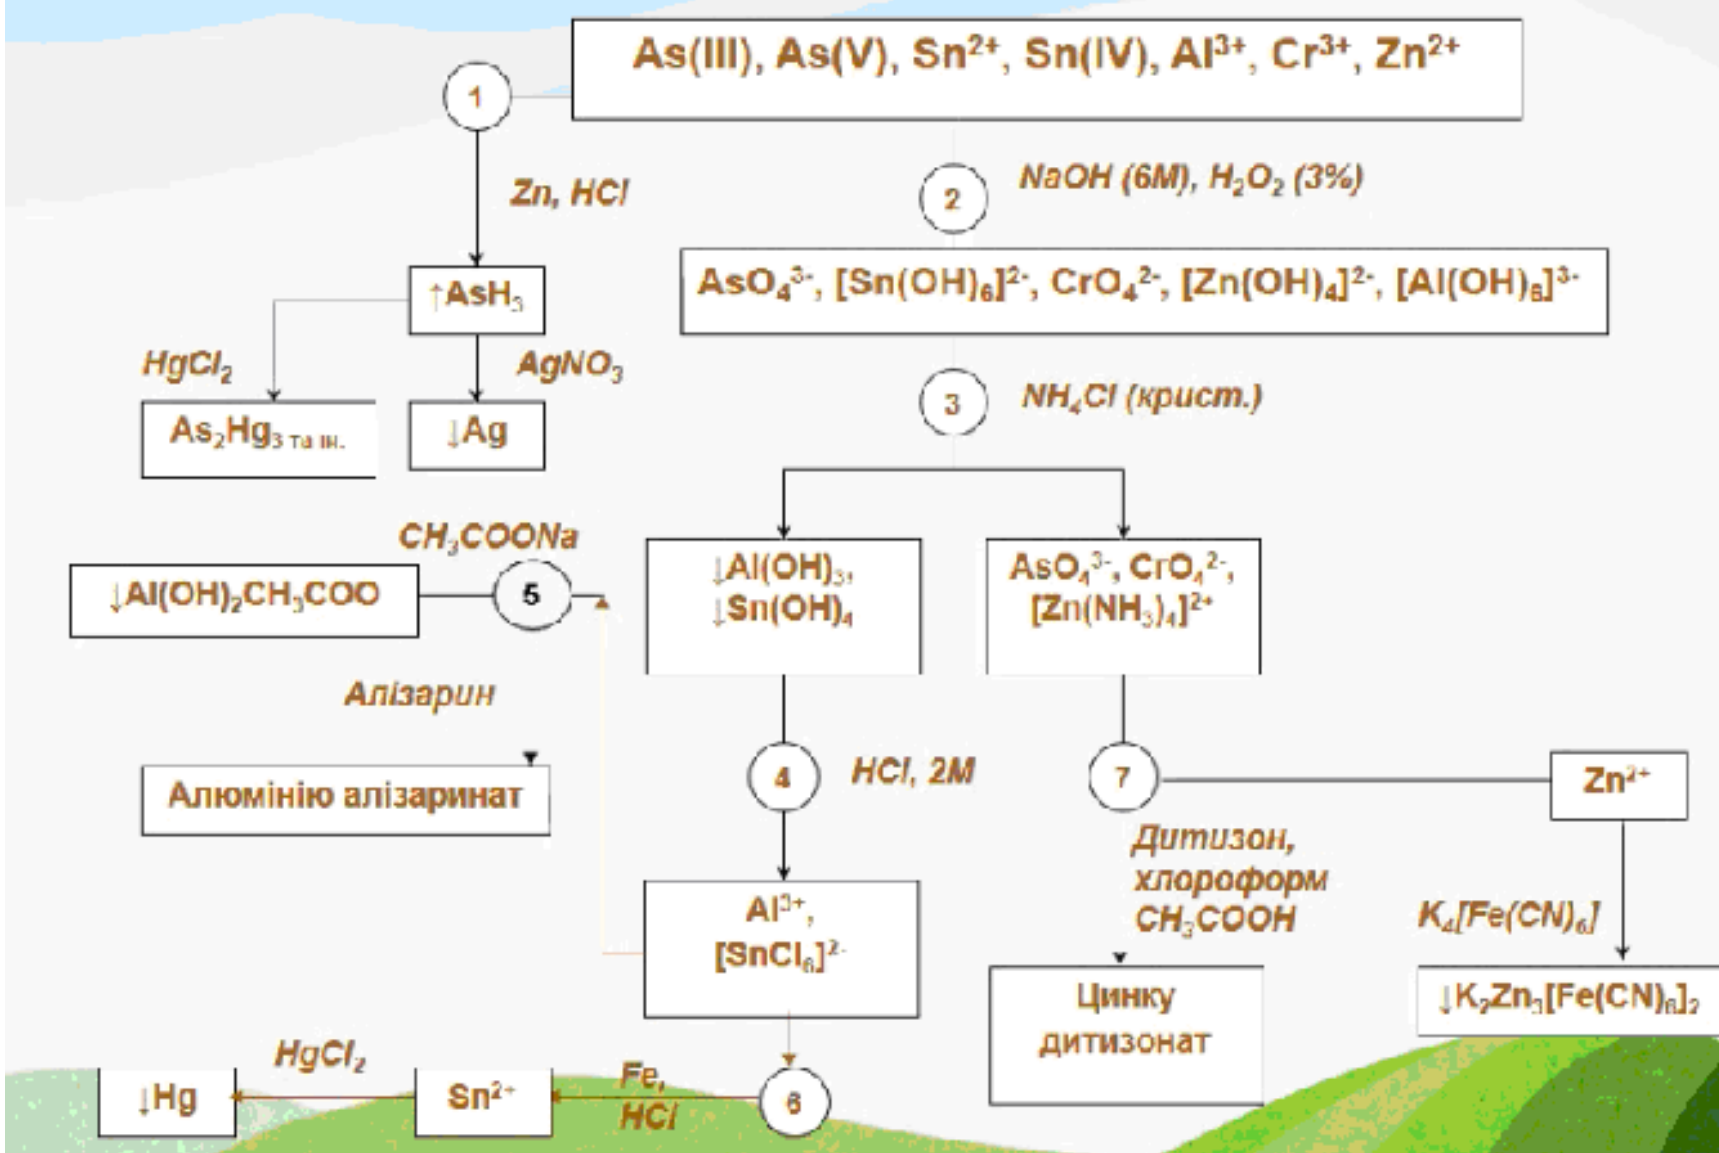 As(III), As(V), Sn²⁺, Sn(IV), Al³⁺, Cr³⁺, Zn²⁺
1
Zn, HCl
2
NaOH (6M), H₂O₂ (3%)
↑AsH₃
AsO₄³⁻, [Sn(OH)₆]²⁻, CrO₄²⁻, [Zn(OH)₄]²⁻, [Al(OH)₆]³⁻
HgCl₂
AgNO₃
3
NH₄Cl (крист.)
As₂Hg₃ та ін.
↓Ag
CH₃COONa
↓Al(OH)₂CH₃COO
5
↓Al(OH)₃,
↓Sn(OH)₄
AsO₄³⁻, CrO₄²⁻,
[Zn(NH₃)₄]²⁺
Алізарин
Алюмінію алізаринат
4
HCl, 2M
7
Zn²⁺
Дитизон,
хлороформ
CH₃COOH
K₄[Fe(CN)₆]
Al³⁺,
[SnCl₆]²⁻
Цинку
дитизонат
↓K₂Zn₃[Fe(CN)₆]₂
HgCl₂
Fe,
HCl
↓Hg
Sn²⁺
6